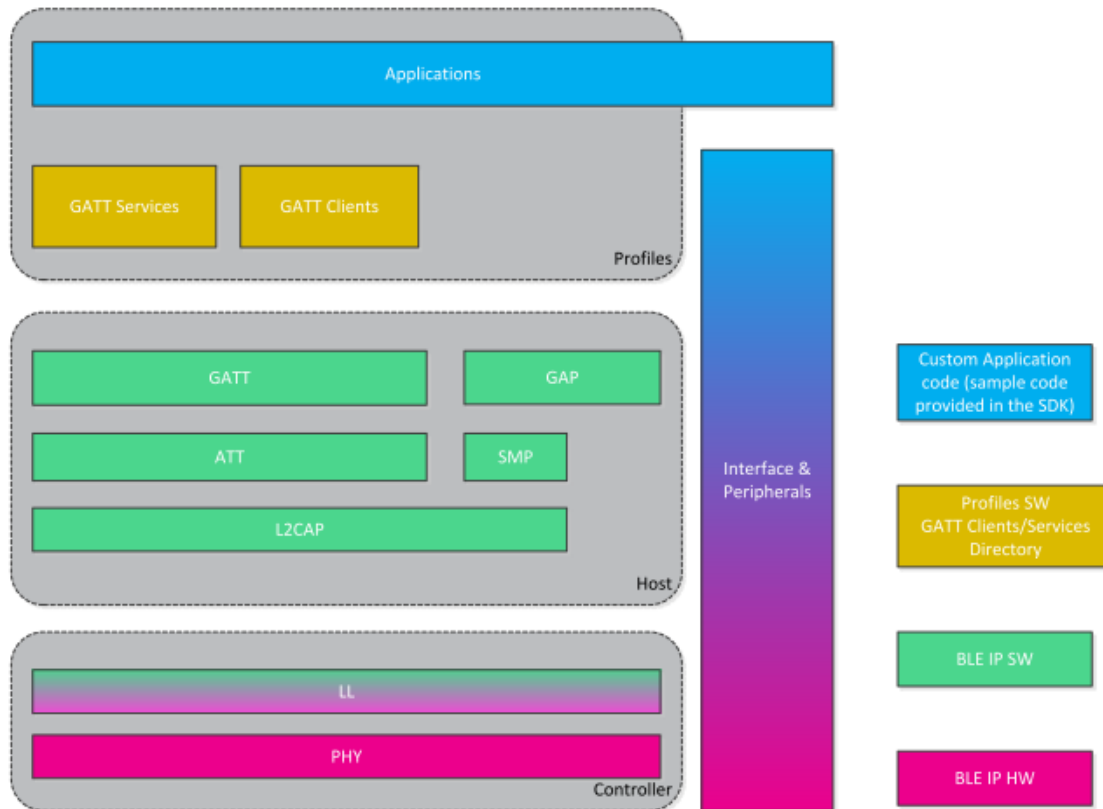 Applications
GATT Services
GATT Clients
Profiles
GATT
GAP
ATT
SMP
L2CAP
Host
LL
PHY
Controller
Interface &
Peripherals
Custom Application
code (sample code
provided in the SDK)
Profiles SW
GATT Clients/Services
Directory
BLE IP SW
BLE IP HW